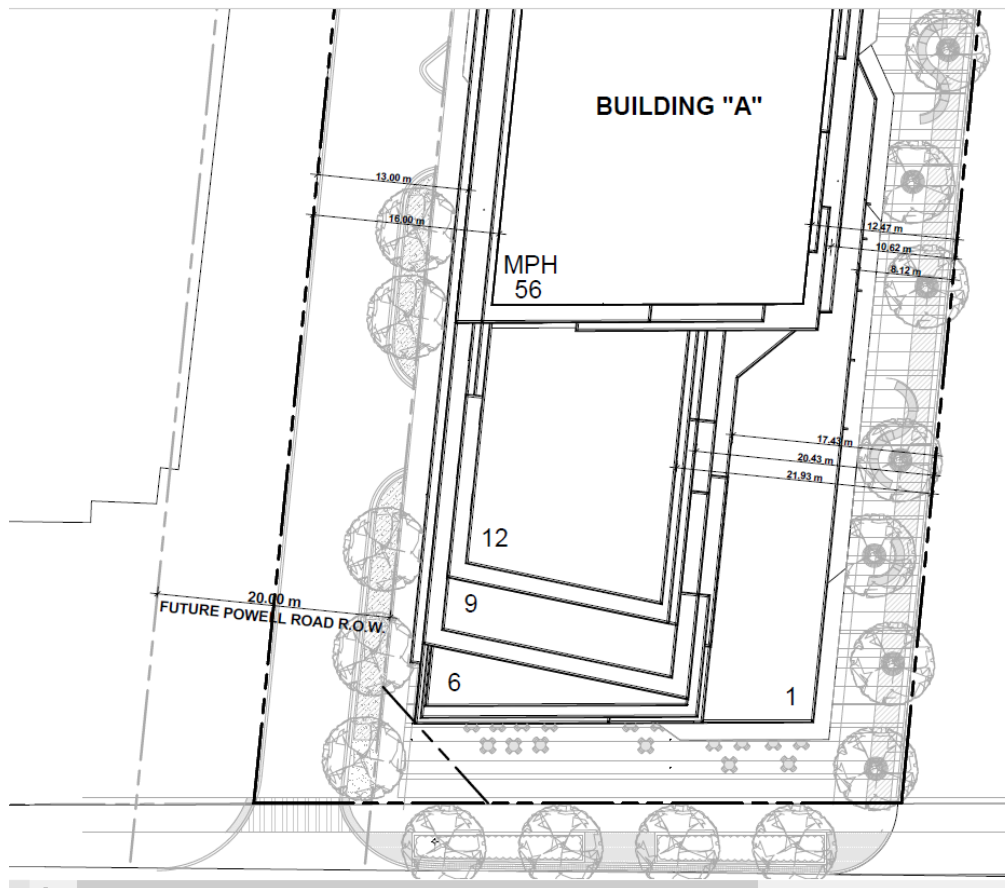 BUILDING "A"
13.00 m
16.00 m
12.47 m
10.62 m
8.12 m
MPH
56
17.43 m
20.43 m
21.93 m
12
20.00 m
FUTURE POWELL ROAD R.O.W.
9
6
1